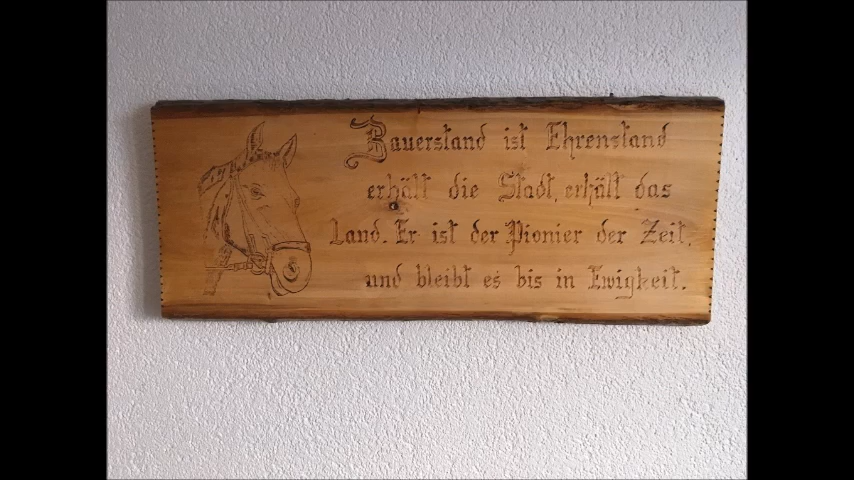 Bauerstand ist Ehrenstand
erhält die Stadt, erhält das
Land. Er ist der Pionier der Zeit,
und bleibt es bis in Ewigkeit.